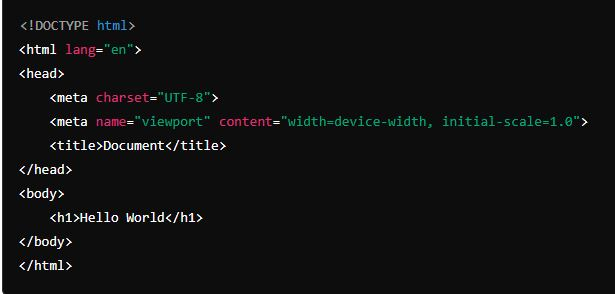 <!DOCTYPE html>
<html lang="en">
<head>
    <meta charset="UTF-8">
    <meta name="viewport" content="width=device-width, initial-scale=1.0">
    <title>Document</title>
</head>
<body>
    <h1>Hello World</h1>
</body>
</html>